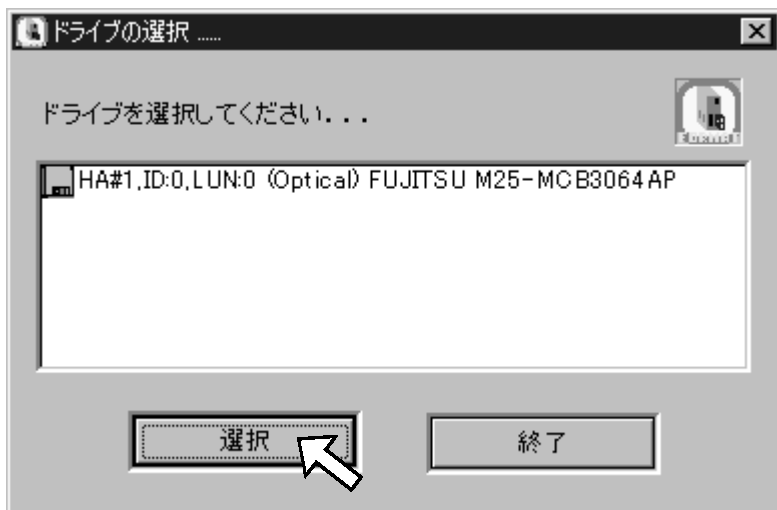 ドライブの選択 ......
ドライブを選択してください...
HA#1,ID:0,LUN:0 (Optical) FUJITSU M25-MCB3064AP
選択
終了